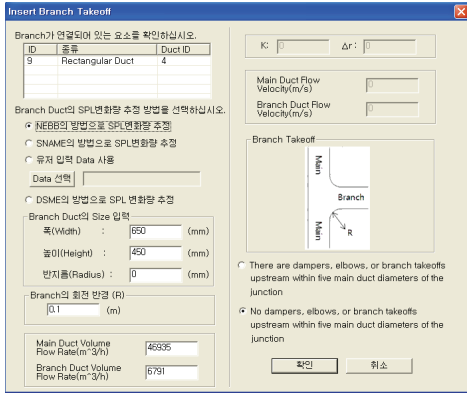 Insert Branch Takeoff
Branch가 연결되어 있는 요소를 확인하십시오.
ID 종류 Duct ID
9 Rectangular Duct 4
Branch Duct의 SPL변화량 추정 방법을 선택하십시오.
NEBB의 방법으로 SPL변화량 추정
SNAME의 방법으로 SPL변화량 추정
유저 입력 Data 사용
Data 선택
DSME의 방법으로 SPL 변화량 추정
Branch Duct의 Size 입력
폭(Width) : 650 (mm)
높이(Height) : 450 (mm)
반지름(Radius) : 0 (mm)
Branch의 회전 반경 (R)
0.1 (m)
Main Duct Volume
Flow Rate(m^3/h) 46935
Branch Duct Volume
Flow Rate(m^3/h) 6791
K: 0 Δr: 0
Main Duct Flow
Velocity(m/s) 0
Branch Duct Flow
Velocity(m/s) 0
Branch Takeoff
Main
Branch
Main
R
There are dampers, elbows, or branch takeoffs
upstream within five main duct diameters of the
junction
No dampers, elbows, or branch takeoffs
upstream within five main duct diameters of the
junction
확인 취소